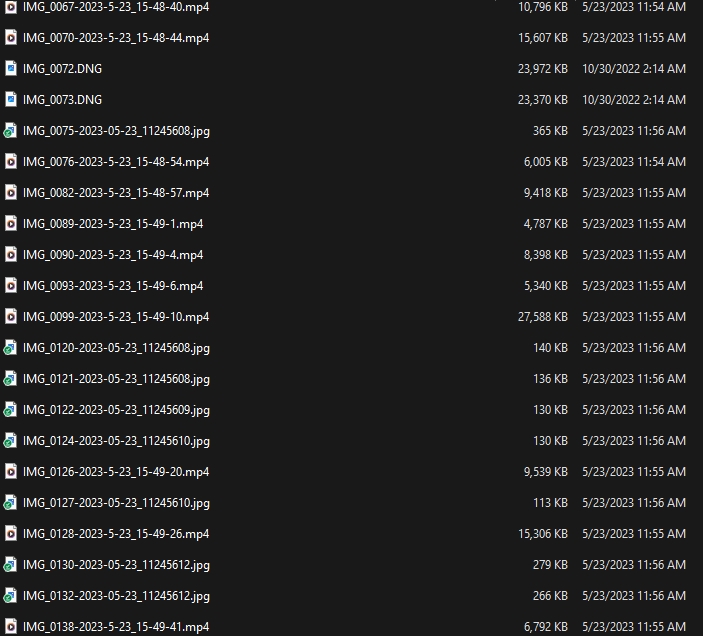 IMG_0067-2023-5-23_15-48-40.mp4 10,796 KB 5/23/2023 11:54 AM
IMG_0070-2023-5-23_15-48-44.mp4 15,607 KB 5/23/2023 11:55 AM
IMG_0072.DNG 23,972 KB 10/30/2022 2:14 AM
IMG_0073.DNG 23,370 KB 10/30/2022 2:14 AM
IMG_0075-2023-05-23_11245608.jpg 365 KB 5/23/2023 11:56 AM
IMG_0076-2023-5-23_15-48-54.mp4 6,005 KB 5/23/2023 11:54 AM
IMG_0082-2023-5-23_15-48-57.mp4 9,418 KB 5/23/2023 11:55 AM
IMG_0089-2023-5-23_15-49-1.mp4 4,787 KB 5/23/2023 11:55 AM
IMG_0090-2023-5-23_15-49-4.mp4 8,398 KB 5/23/2023 11:55 AM
IMG_0093-2023-5-23_15-49-6.mp4 5,340 KB 5/23/2023 11:55 AM
IMG_0099-2023-5-23_15-49-10.mp4 27,588 KB 5/23/2023 11:55 AM
IMG_0120-2023-05-23_11245608.jpg 140 KB 5/23/2023 11:56 AM
IMG_0121-2023-05-23_11245608.jpg 136 KB 5/23/2023 11:56 AM
IMG_0122-2023-05-23_11245609.jpg 130 KB 5/23/2023 11:56 AM
IMG_0124-2023-05-23_11245610.jpg 130 KB 5/23/2023 11:56 AM
IMG_0126-2023-5-23_15-49-20.mp4 9,539 KB 5/23/2023 11:55 AM
IMG_0127-2023-05-23_11245610.jpg 113 KB 5/23/2023 11:56 AM
IMG_0128-2023-5-23_15-49-26.mp4 15,306 KB 5/23/2023 11:55 AM
IMG_0130-2023-05-23_11245612.jpg 279 KB 5/23/2023 11:56 AM
IMG_0132-2023-05-23_11245612.jpg 266 KB 5/23/2023 11:56 AM
IMG_0138-2023-5-23_15-49-41.mp4 6,792 KB 5/23/2023 11:55 AM